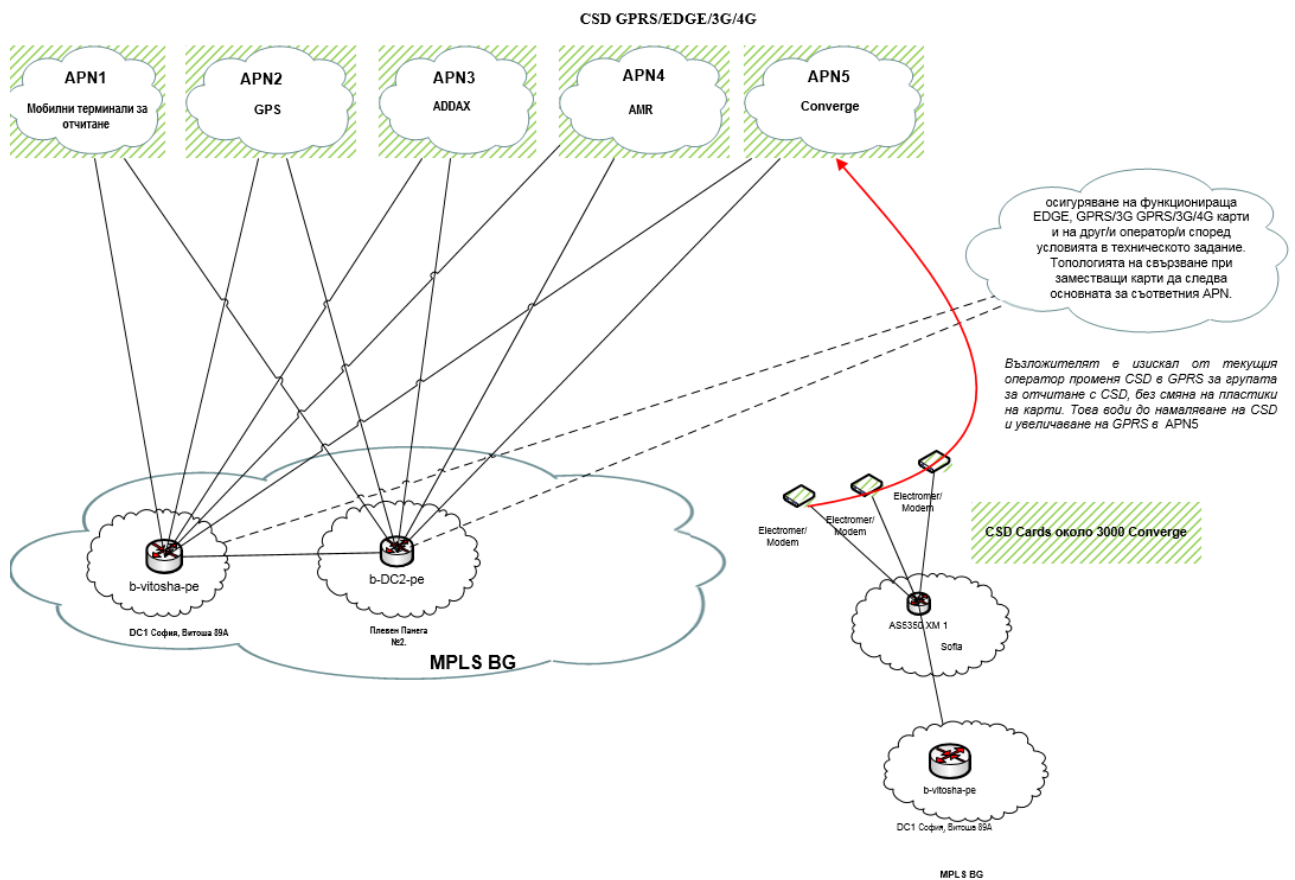 CSD GPRS/EDGE/3G/4G
APN1
Мобилни терминали за
отчитане
APN2
GPS
APN3
ADDAX
APN4
AMR
APN5
Converge
осигуряване на функционираща
EDGE, GPRS/3G GPRS/3G/4G карти
и на друг/и оператор/и според
условията в техническото задание.
Топологията на свързване при
заместващи карти да следва
основната за съответния APN.
Възложителят е изискал от текущия
оператор променя CSD в GPRS за групата
за отчитане с CSD, без смяна на пластики
на карти. Това води до намаляване на CSD
и увеличаване на GPRS в APN5
Electromer/
Modem
Electromer/
Modem
Electromer/
Modem
CSD Cards около 3000 Converge
b-vitosha-pe
DC1 София, Витоша 89А
b-DC2-pe
Плевен Панега
№2.
MPLS BG
AS5350 XM 1
Sofia
b-vitosha-pe
DC1 София, Витоша 89А
MPLS BG